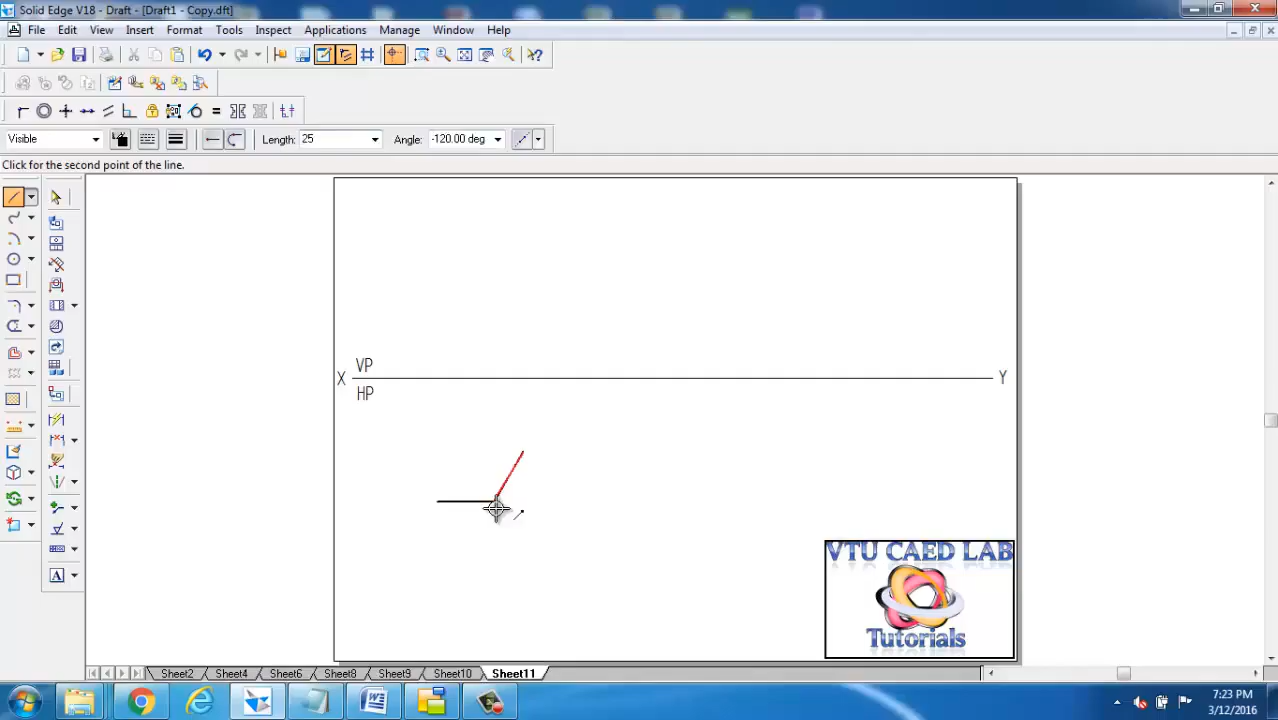 Solid Edge V18 - Draft - [Draft1 - Copy.dft]
File Edit View Insert Format Tools Inspect Applications Manage Window Help
Visible Length: 25 Angle: -120.00 deg
Click for the second point of the line.
VP
X Y
HP
VTU CAED LAB
Tutorials
Sheet2 Sheet4 Sheet6 Sheet8 Sheet9 Sheet10 Sheet11
7:23 PM
3/12/2016